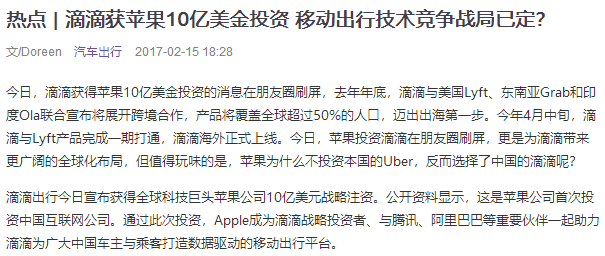 热点 | 滴滴获苹果10亿美金投资 移动出行技术竞争战局已定？
文/Doreen 汽车出行 2017-02-15 18:28
今日，滴滴获得苹果10亿美金投资的消息在朋友圈刷屏，去年年底，滴滴与美国Lyft、东南亚Grab和印
度Ola联合宣布将展开跨境合作，产品将覆盖全球超过50%的人口，迈出出海第一步。今年4月中旬，滴
滴与Lyft产品完成一期打通，滴滴海外正式上线。今日，苹果投资滴滴在朋友圈刷屏，更是为滴滴带来
更广阔的全球化布局，但值得玩味的是，苹果为什么不投资本国的Uber，反而选择了中国的滴滴呢？
滴滴出行今日宣布获得全球科技巨头苹果公司10亿美元战略注资。公开资料显示，这是苹果公司首次投
资中国互联网公司。通过此次投资，Apple成为滴滴战略投资者、与腾讯、阿里巴巴等重要伙伴一起助力
滴滴为广大中国车主与乘客打造数据驱动的移动出行平台。